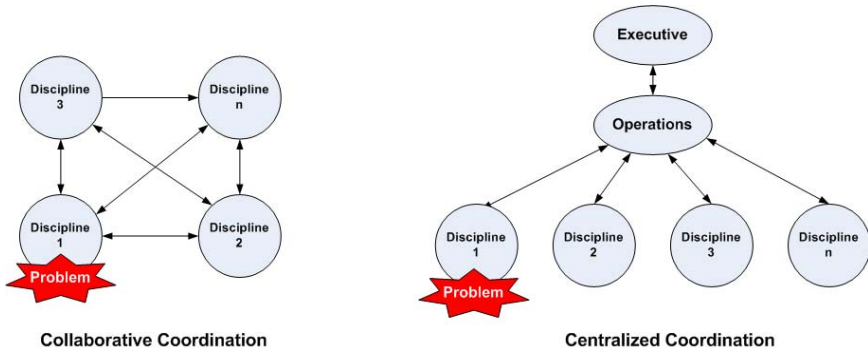 Discipline
3
Discipline
n
Discipline
1
Problem
Discipline
2
Collaborative Coordination
Executive
Operations
Discipline
1
Problem
Discipline
2
Discipline
3
Discipline
n
Centralized Coordination